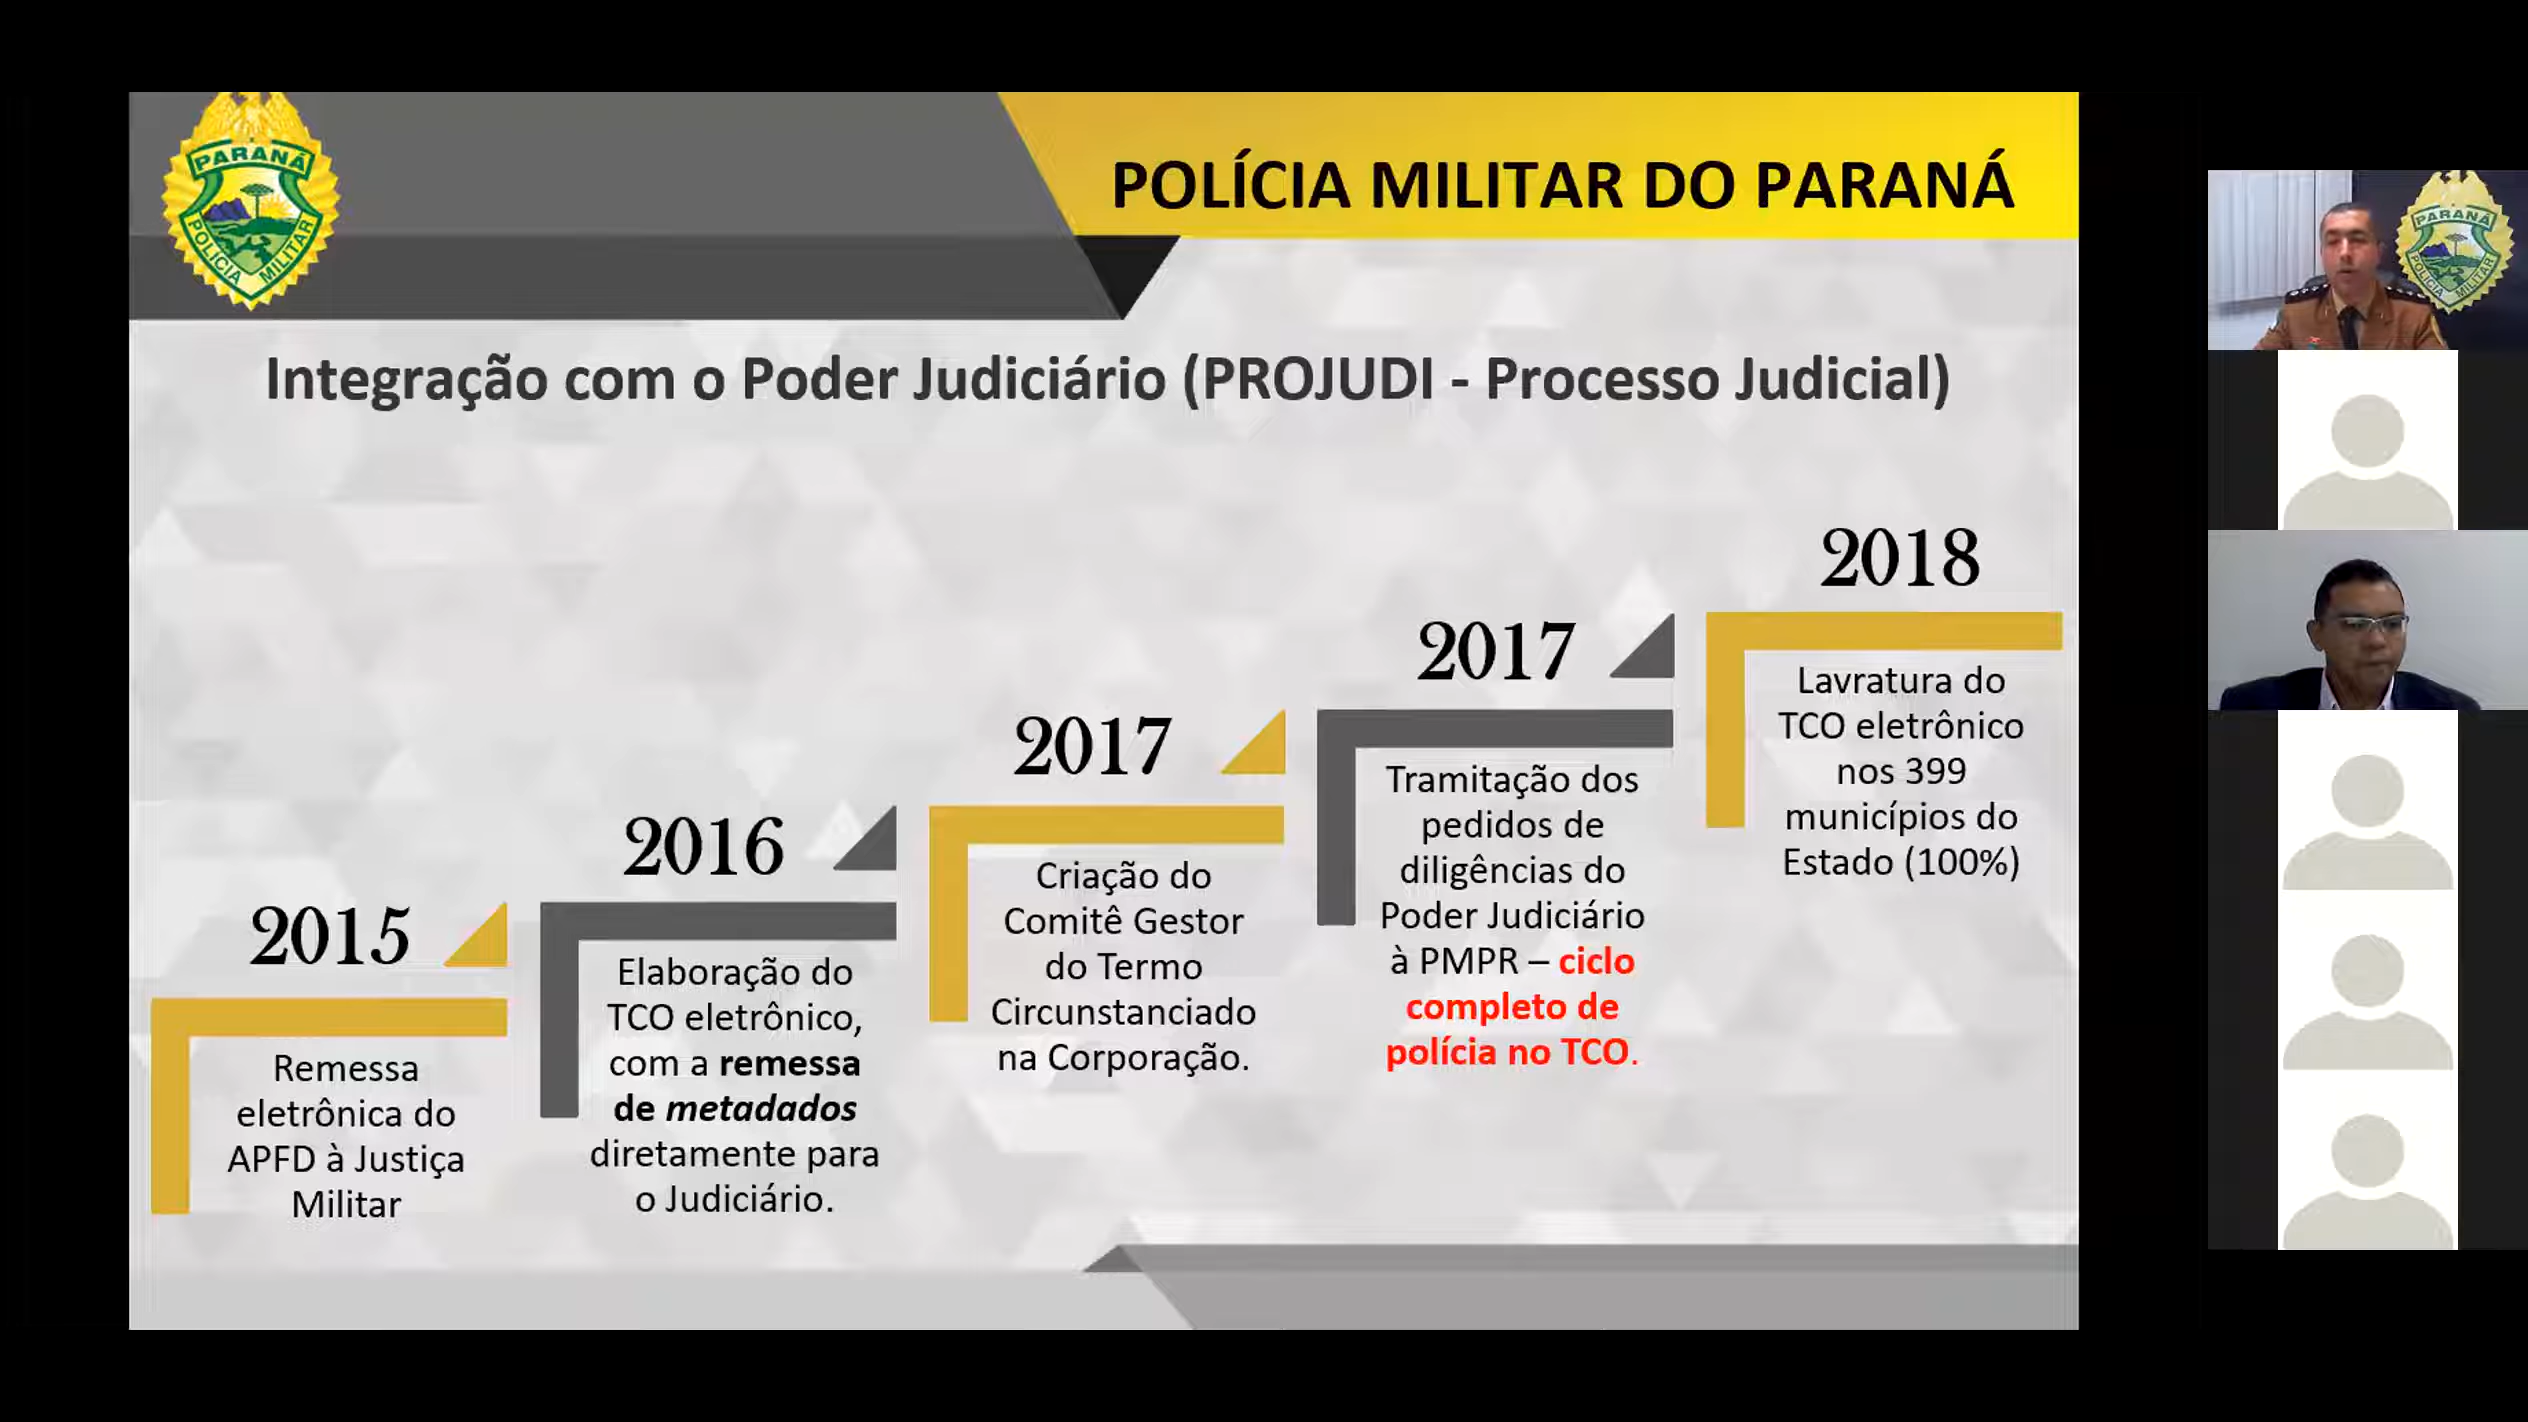 PARANÁ
POLÍCIA MILITAR
POLÍCIA MILITAR DO PARANÁ
PARANÁ
POLÍCIA MILITAR
Integração com o Poder Judiciário (PROJUDI - Processo Judicial)
2015
Remessa
eletrônica do
APFD à Justiça
Militar
2016
Elaboração do
TCO eletrônico,
com a remessa
de metadados
diretamente para
o Judiciário.
2017
Criação do
Comitê Gestor
do Termo
Circunstanciado
na Corporação.
2017
Tramitação dos
pedidos de
diligências do
Poder Judiciário
à PMPR – ciclo
completo de
polícia no TCO.
2018
Lavratura do
TCO eletrônico
nos 399
municípios do
Estado (100%)